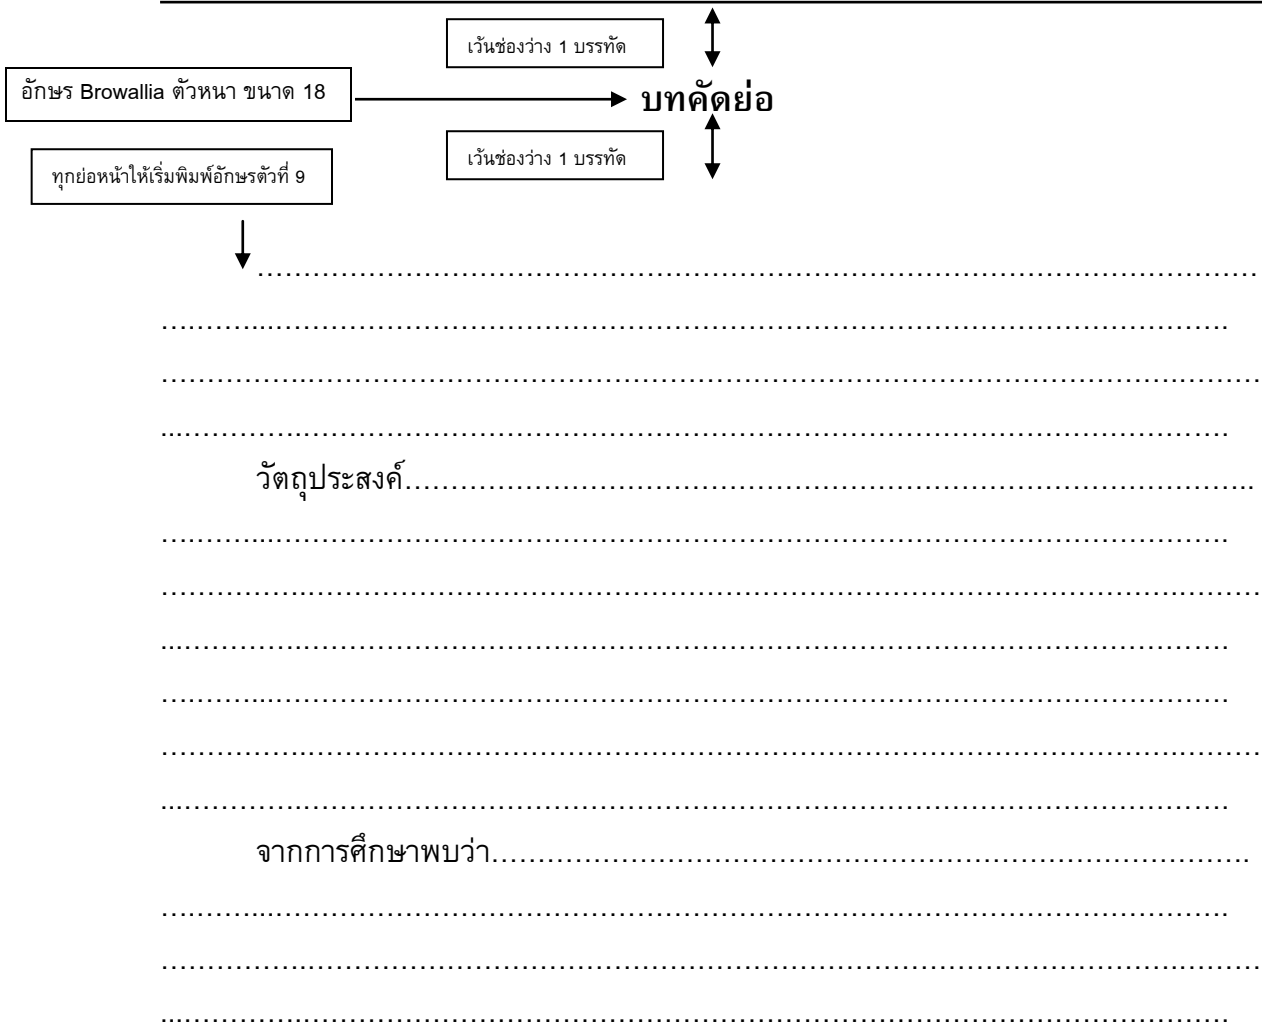 เว้นช่องว่าง 1 บรรทัด
อักษร Browallia ตัวหนา ขนาด 18
บทคัดย่อ
เว้นช่องว่าง 1 บรรทัด
ทุกย่อหน้าให้เริ่มพิมพ์อักษรตัวที่ 9
……………………………………………………………………………………………
………..…………………………………………………………………………………….
…………….……………………………………………………………………….………
...………….……………………………………………………………………………….
วัตถุประสงค์………………………………………………………………………………..
………..…………………………………………………………………………………….
…………….……………………………………………………………………….………
...………….……………………………………………………………………………….
………..…………………………………………………………………………………….
…………….……………………………………………………………………….………
...………….……………………………………………………………………………….
จากการศึกษาพบว่า……………………………………………………………………….
………..…………………………………………………………………………………….
…………….……………………………………………………………………….………
...………….……………………………………………………………………………….